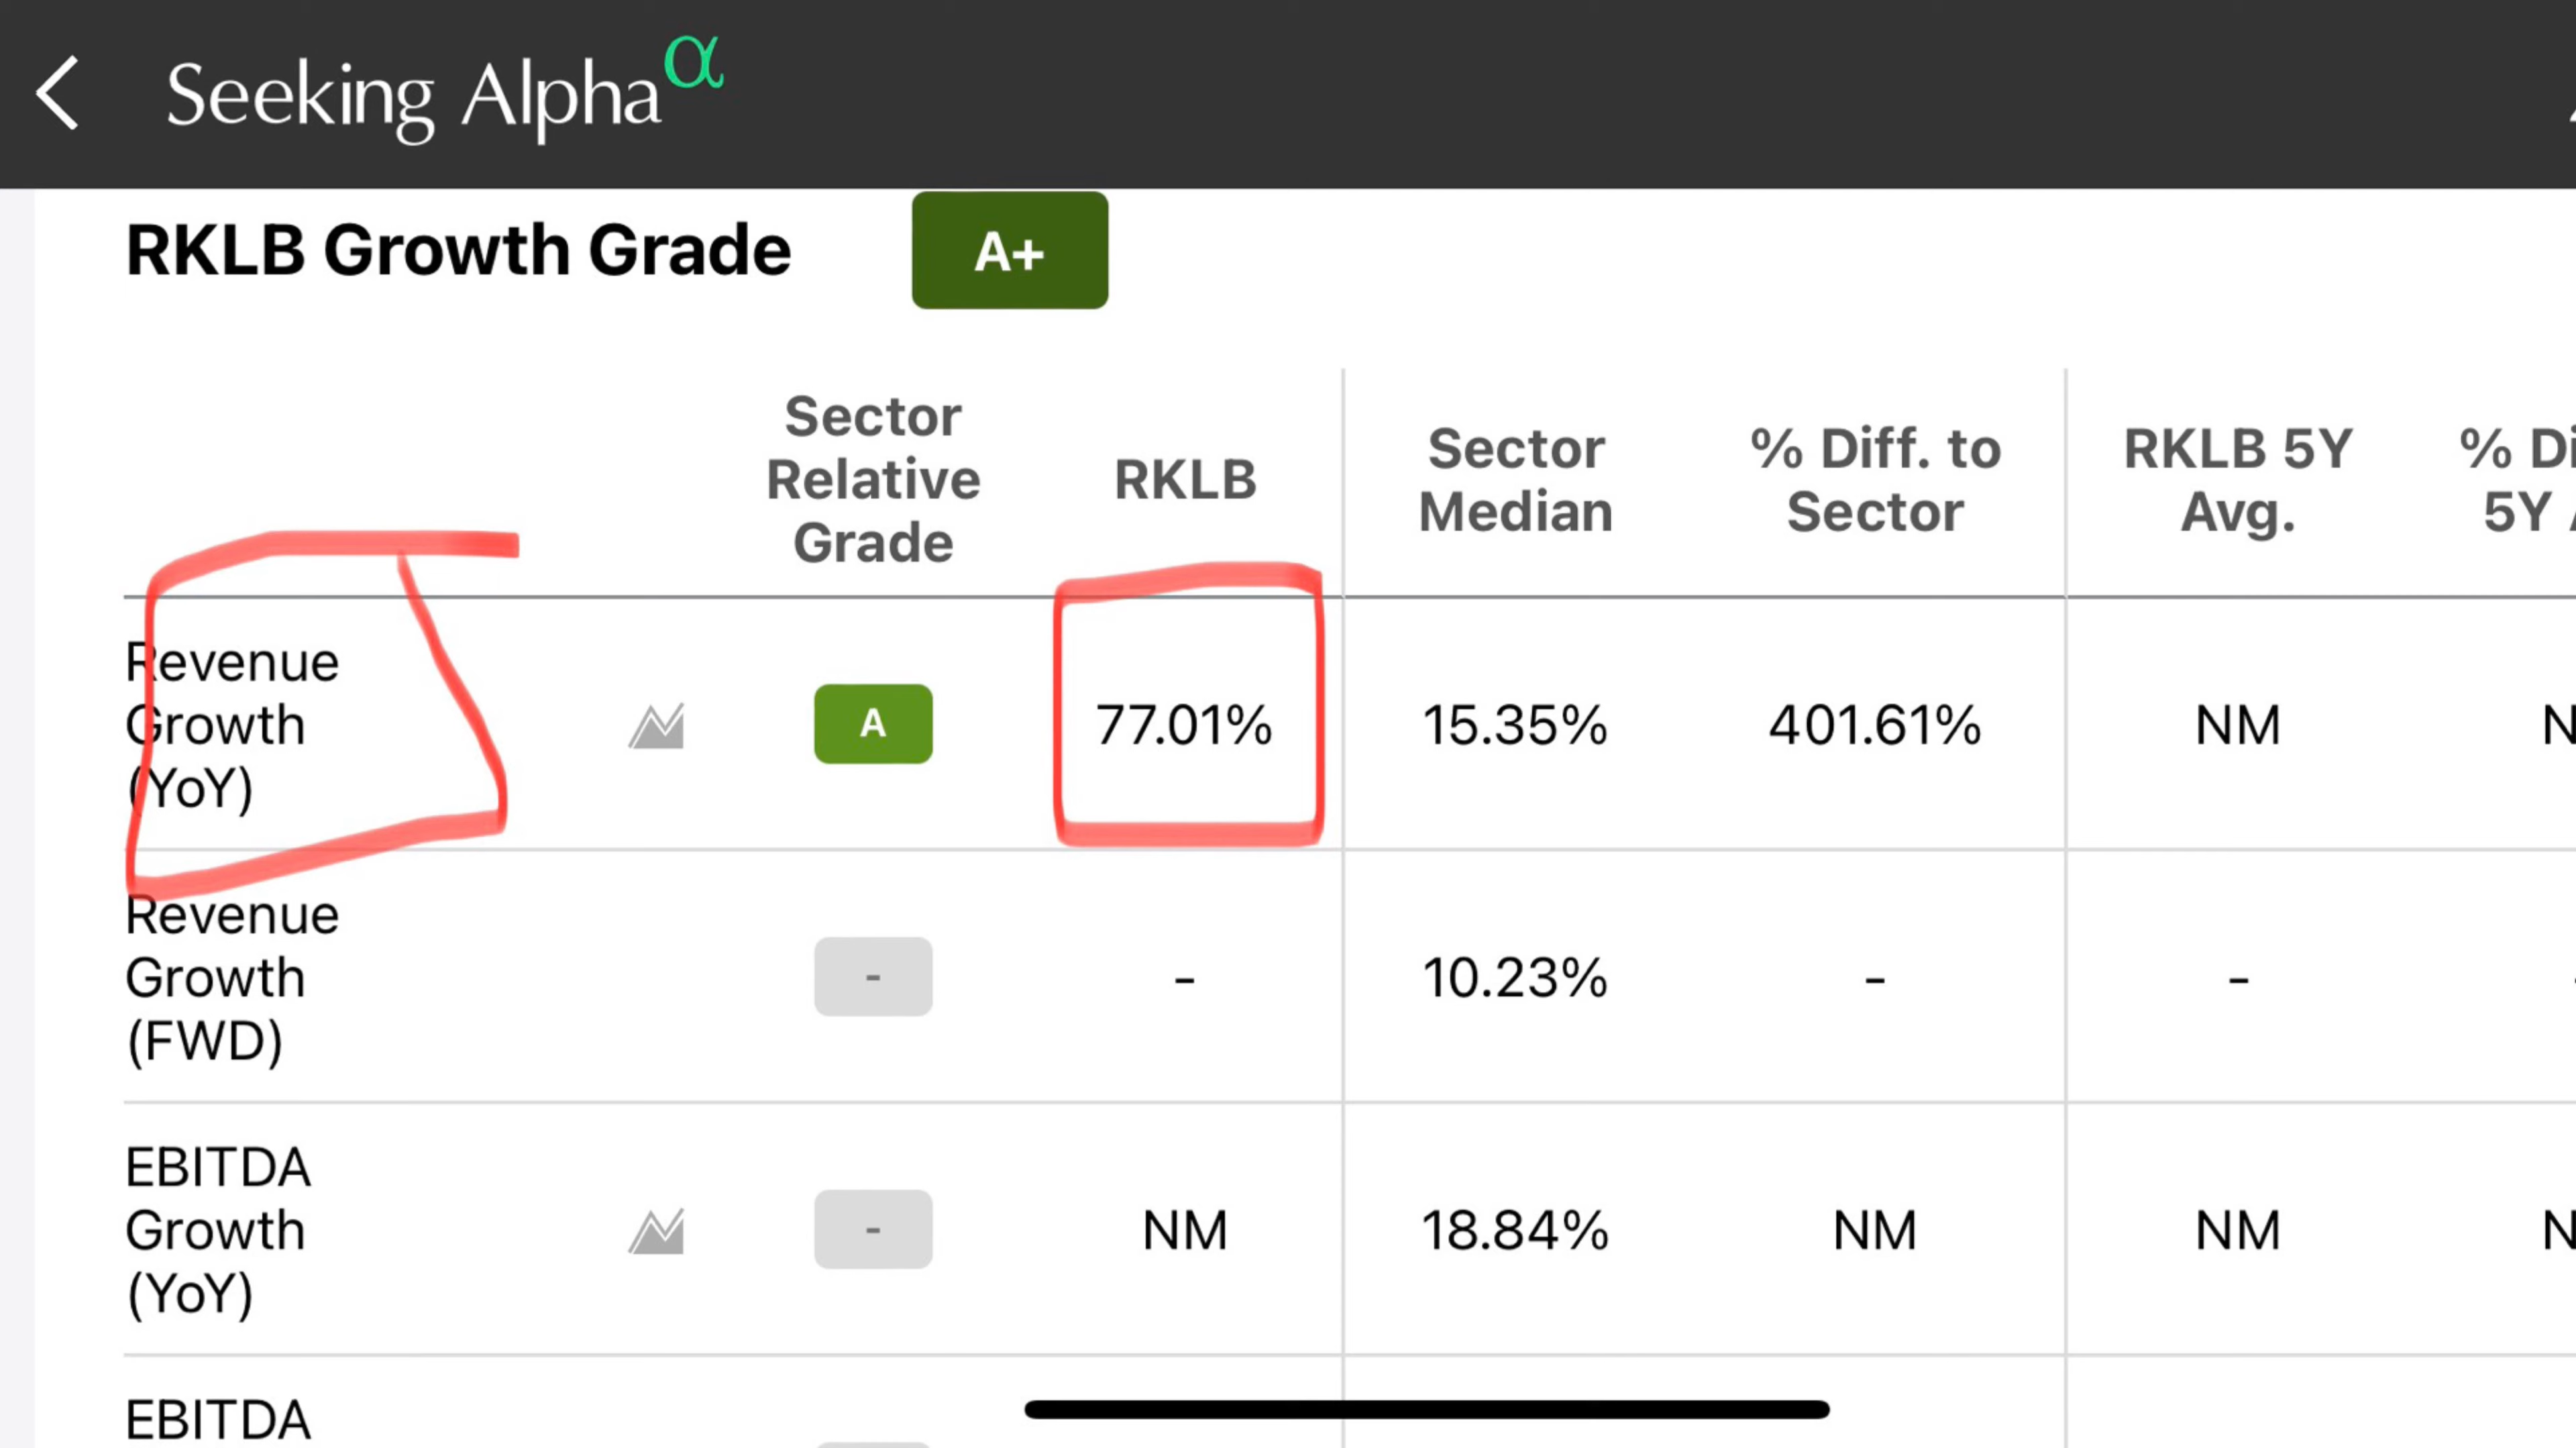 Seeking Alpha α
RKLB Growth Grade A+
Sector Relative Grade RKLB Sector Median % Diff. to Sector RKLB 5Y Avg. 5Y
Revenue Growth (YoY) A 77.01% 15.35% 401.61% NM
Revenue Growth (FWD) - - 10.23% - -
EBITDA Growth (YoY) - NM 18.84% NM NM
EBITDA